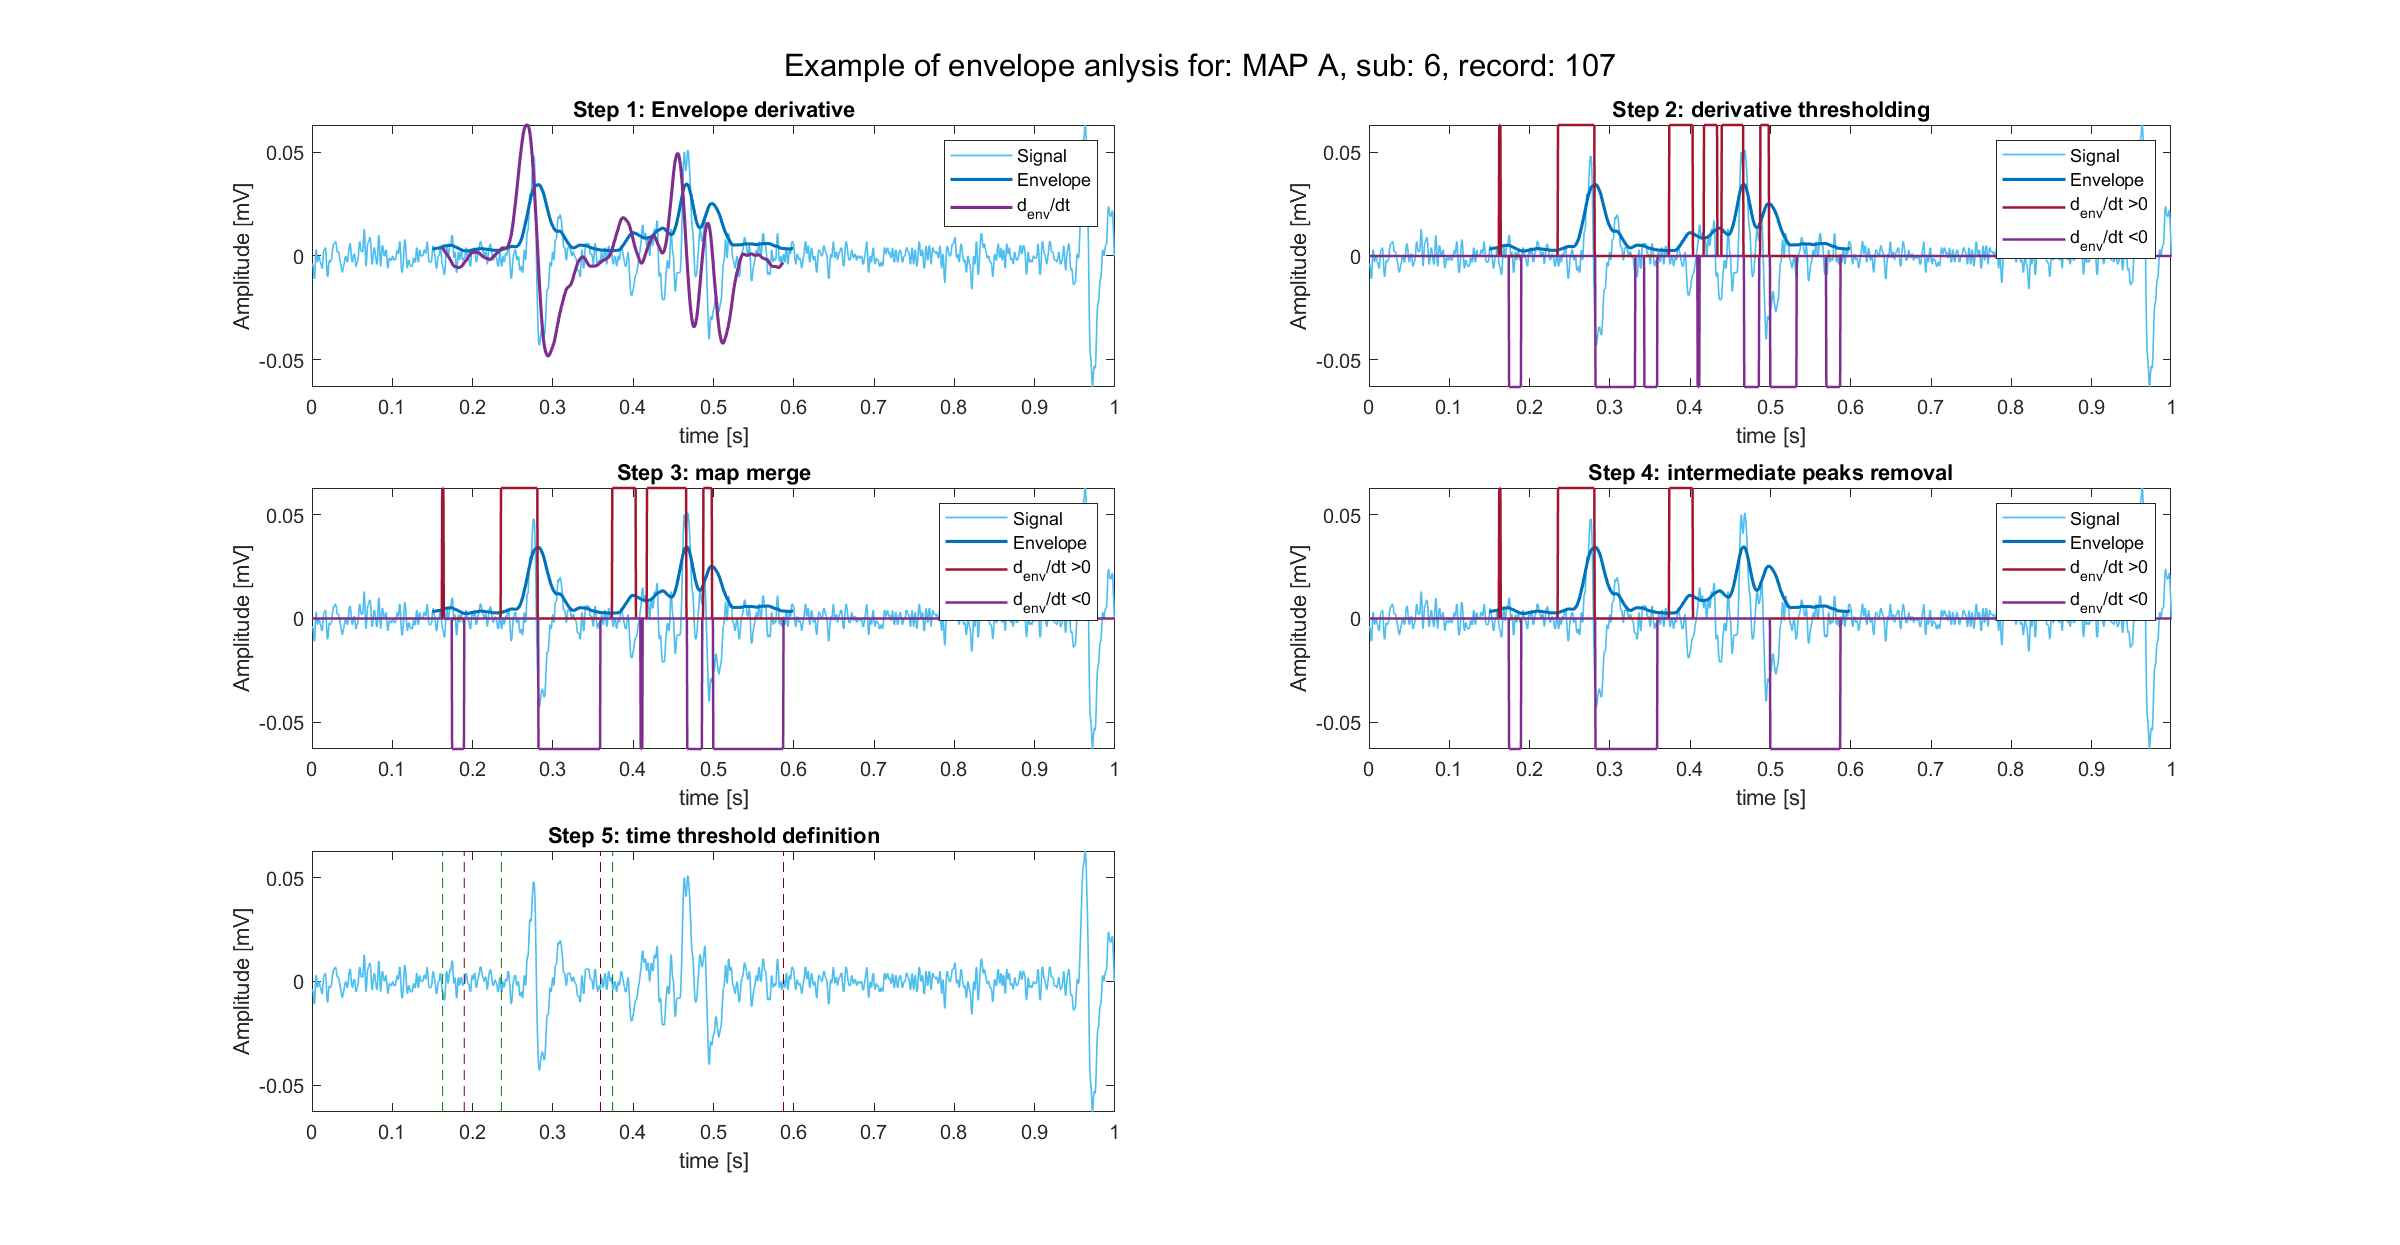 Example of envelope anlysis for: MAP A, sub: 6, record: 107
Step 1: Envelope derivative
Amplitude [mV]
0.05
0
-0.05
Signal
Envelope
d_env/dt
0 0.1 0.2 0.3 0.4 0.5 0.6 0.7 0.8 0.9 1
time [s]
Step 2: derivative thresholding
Amplitude [mV]
0.05
0
-0.05
Signal
Envelope
d_env/dt >0
d_env/dt <0
0 0.1 0.2 0.3 0.4 0.5 0.6 0.7 0.8 0.9 1
time [s]
Step 3: map merge
Amplitude [mV]
0.05
0
-0.05
Signal
Envelope
d_env/dt >0
d_env/dt <0
0 0.1 0.2 0.3 0.4 0.5 0.6 0.7 0.8 0.9 1
time [s]
Step 4: intermediate peaks removal
Amplitude [mV]
0.05
0
-0.05
Signal
Envelope
d_env/dt >0
d_env/dt <0
0 0.1 0.2 0.3 0.4 0.5 0.6 0.7 0.8 0.9 1
time [s]
Step 5: time threshold definition
Amplitude [mV]
0.05
0
-0.05
0 0.1 0.2 0.3 0.4 0.5 0.6 0.7 0.8 0.9 1
time [s]